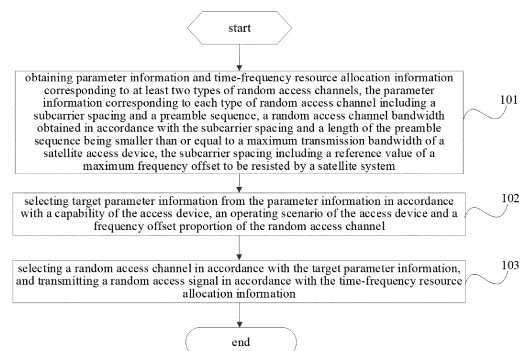 start
obtaining parameter information and time-frequency resource allocation information
corresponding to at least two types of random access channels, the parameter
information corresponding to each type of random access channel including a
subcarrier spacing and a preamble sequence, a random access channel bandwidth
obtained in accordance with the subcarrier spacing and a length of the preamble
sequence being smaller than or equal to a maximum transmission bandwidth of a
satellite access device, the subcarrier spacing including a reference value of a
maximum frequency offset to be resisted by a satellite system
101
selecting target parameter information from the parameter information in accordance
with a capability of the access device, an operating scenario of the access device and a
frequency offset proportion of the random access channel
102
selecting a random access channel in accordance with the target parameter information,
and transmitting a random access signal in accordance with the time-frequency resource
allocation information
103
end